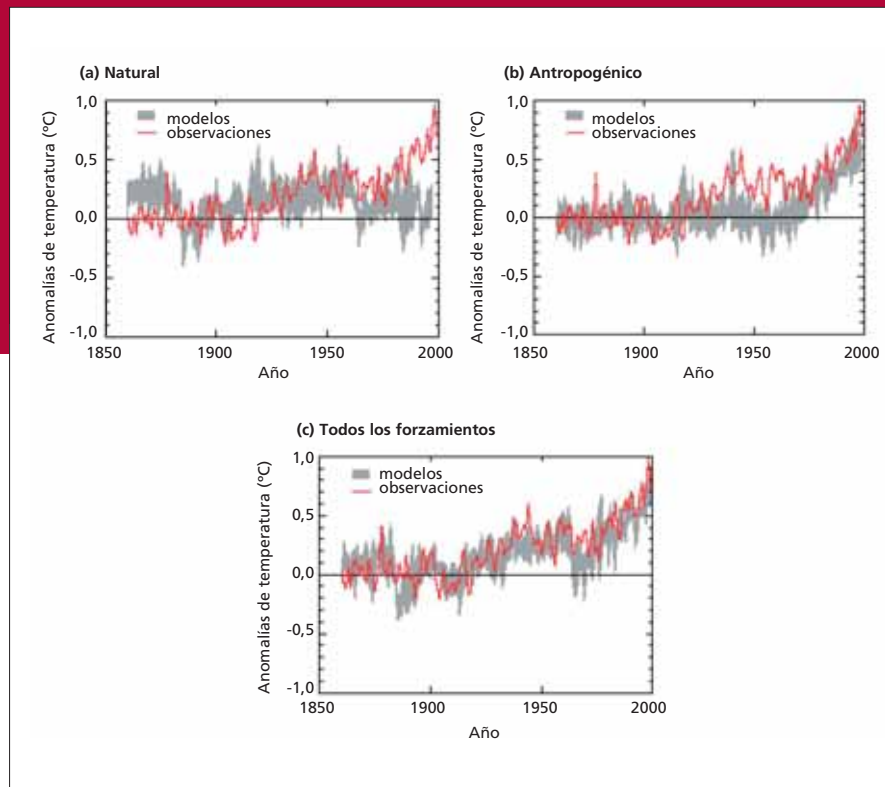 (a) Natural
Anomalías de temperatura (°C)
1,0
0,5
0,0
-0,5
-1,0
modelos
observaciones
1850
1900
1950
2000
Año
(b) Antropogénico
Anomalías de temperatura (°C)
1,0
0,5
0,0
-0,5
-1,0
modelos
observaciones
1850
1900
1950
2000
Año
(c) Todos los forzamientos
Anomalías de temperatura (°C)
1,0
0,5
0,0
-0,5
-1,0
modelos
observaciones
1850
1900
1950
2000
Año